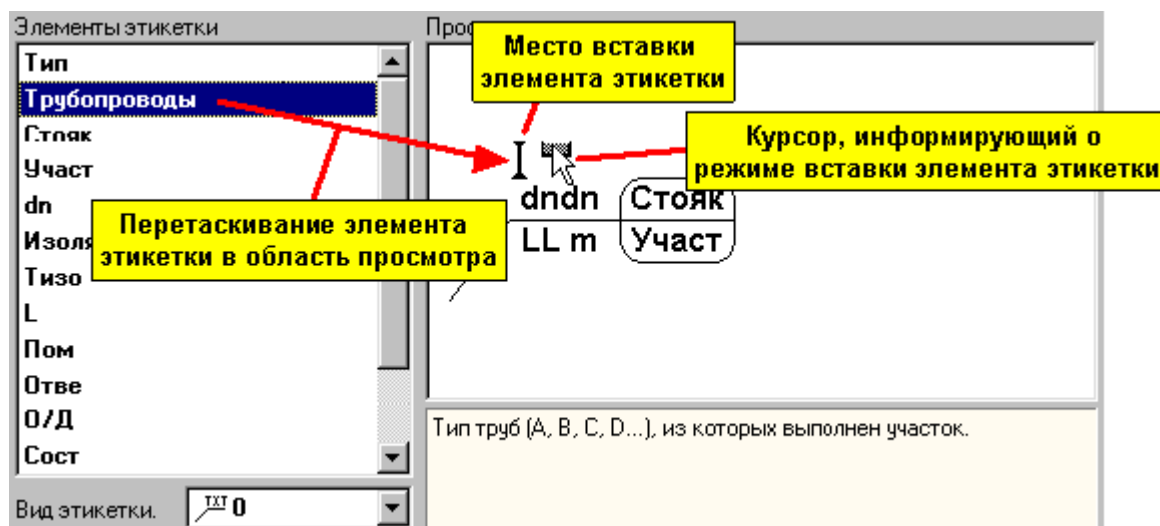 Элементы этикетки
Тип
Трубопроводы
Стояк
Участ
dn
Изоля
Тизо
L
Пом
Отве
О/Д
Сост
Вид этикетки.
TXT 0
Прос
Место вставки
элемента этикетки
Курсор, информирующий о
режиме вставки элемента этикетки
Перетаскивание элемента
этикетки в область просмотра
dndn Стояк
LL m Участ
Тип труб (A, B, C, D...), из которых выполнен участок.